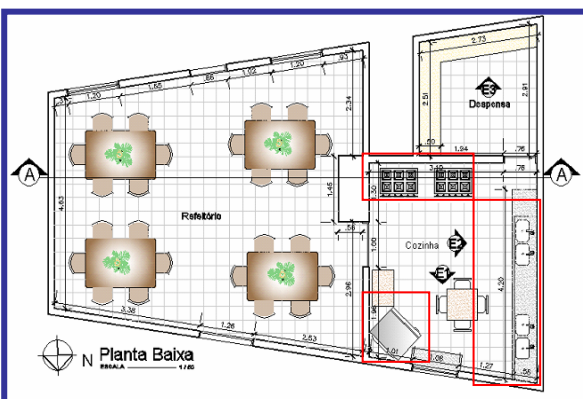 2.73
1.20
.93
1.02
.86
1.65
1.20
2.34
2.51
2.91
E3
Despensa
.50
1.94
.76
A
3.10
.76
A
1.45
Refeitório
4.63
.56
1.00
Cozinha
E2
E1
4.20
2.96
1.96
3.38
1.26
2.53
1.01
1.08
1.27
.55
N Planta Baixa
ESCALA 1/50